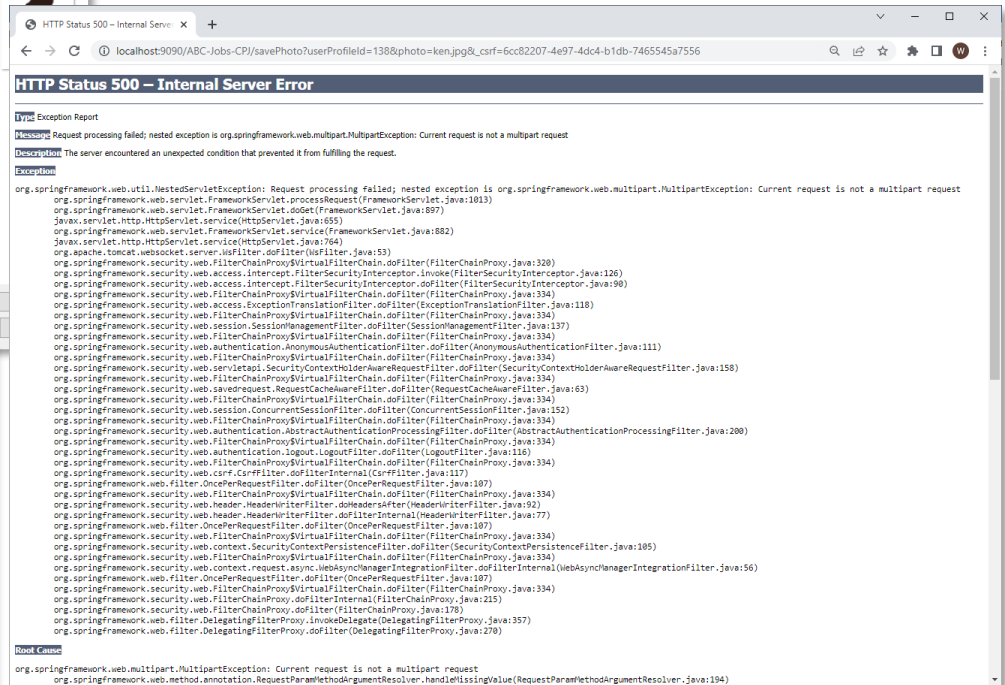 HTTP Status 500 – Internal Server
localhost:9090/ABC-Jobs-CPJ/savePhoto?userProfileId=138&photo=ken.jpg&_csrf=6cc82207-4e97-4dc4-b1db-7465545a7556
W
HTTP Status 500 – Internal Server Error
Type Exception Report
Message Request processing failed; nested exception is org.springframework.web.multipart.MultipartException: Current request is not a multipart request
Description The server encountered an unexpected condition that prevented it from fulfilling the request.
Exception
org.springframework.web.util.NestedServletException: Request processing failed; nested exception is org.springframework.web.multipart.MultipartException: Current request is not a multipart request
org.springframework.web.servlet.FrameworkServlet.processRequest(FrameworkServlet.java:1013)
org.springframework.web.servlet.FrameworkServlet.doGet(FrameworkServlet.java:897)
javax.servlet.http.HttpServlet.service(HttpServlet.java:655)
org.springframework.web.servlet.FrameworkServlet.service(FrameworkServlet.java:882)
javax.servlet.http.HttpServlet.service(HttpServlet.java:764)
org.apache.tomcat.websocket.server.WsFilter.doFilter(WsFilter.java:53)
org.springframework.security.web.FilterChainProxy$VirtualFilterChain.doFilter(FilterChainProxy.java:320)
org.springframework.security.web.access.intercept.FilterSecurityInterceptor.invoke(FilterSecurityInterceptor.java:126)
org.springframework.security.web.access.intercept.FilterSecurityInterceptor.doFilter(FilterSecurityInterceptor.java:90)
org.springframework.security.web.FilterChainProxy$VirtualFilterChain.doFilter(FilterChainProxy.java:334)
org.springframework.security.web.access.ExceptionTranslationFilter.doFilter(ExceptionTranslationFilter.java:118)
org.springframework.security.web.FilterChainProxy$VirtualFilterChain.doFilter(FilterChainProxy.java:334)
org.springframework.security.web.session.SessionManagementFilter.doFilter(SessionManagementFilter.java:137)
org.springframework.security.web.FilterChainProxy$VirtualFilterChain.doFilter(FilterChainProxy.java:334)
org.springframework.security.web.authentication.AnonymousAuthenticationFilter.doFilter(AnonymousAuthenticationFilter.java:111)
org.springframework.security.web.FilterChainProxy$VirtualFilterChain.doFilter(FilterChainProxy.java:334)
org.springframework.security.web.servletapi.SecurityContextHolderAwareRequestFilter.doFilter(SecurityContextHolderAwareRequestFilter.java:158)
org.springframework.security.web.FilterChainProxy$VirtualFilterChain.doFilter(FilterChainProxy.java:334)
org.springframework.security.web.savedrequest.RequestCacheAwareFilter.doFilter(RequestCacheAwareFilter.java:63)
org.springframework.security.web.FilterChainProxy$VirtualFilterChain.doFilter(FilterChainProxy.java:334)
org.springframework.security.web.session.ConcurrentSessionFilter.doFilter(ConcurrentSessionFilter.java:152)
org.springframework.security.web.FilterChainProxy$VirtualFilterChain.doFilter(FilterChainProxy.java:334)
org.springframework.security.web.authentication.AbstractAuthenticationProcessingFilter.doFilter(AbstractAuthenticationProcessingFilter.java:200)
org.springframework.security.web.FilterChainProxy$VirtualFilterChain.doFilter(FilterChainProxy.java:334)
org.springframework.security.web.authentication.logout.LogoutFilter.doFilter(LogoutFilter.java:116)
org.springframework.security.web.FilterChainProxy$VirtualFilterChain.doFilter(FilterChainProxy.java:334)
org.springframework.security.web.csrf.CsrfFilter.doFilterInternal(CsrfFilter.java:117)
org.springframework.web.filter.OncePerRequestFilter.doFilter(OncePerRequestFilter.java:107)
org.springframework.security.web.FilterChainProxy$VirtualFilterChain.doFilter(FilterChainProxy.java:334)
org.springframework.security.web.header.HeaderWriterFilter.doHeadersAfter(HeaderWriterFilter.java:92)
org.springframework.security.web.header.HeaderWriterFilter.doFilterInternal(HeaderWriterFilter.java:77)
org.springframework.web.filter.OncePerRequestFilter.doFilter(OncePerRequestFilter.java:107)
org.springframework.security.web.FilterChainProxy$VirtualFilterChain.doFilter(FilterChainProxy.java:334)
org.springframework.security.web.context.SecurityContextPersistenceFilter.doFilter(SecurityContextPersistenceFilter.java:105)
org.springframework.security.web.FilterChainProxy$VirtualFilterChain.doFilter(FilterChainProxy.java:334)
org.springframework.security.web.context.request.async.WebAsyncManagerIntegrationFilter.doFilterInternal(WebAsyncManagerIntegrationFilter.java:56)
org.springframework.web.filter.OncePerRequestFilter.doFilter(OncePerRequestFilter.java:107)
org.springframework.security.web.FilterChainProxy$VirtualFilterChain.doFilter(FilterChainProxy.java:334)
org.springframework.security.web.FilterChainProxy.doFilterInternal(FilterChainProxy.java:215)
org.springframework.security.web.FilterChainProxy.doFilter(FilterChainProxy.java:178)
org.springframework.web.filter.DelegatingFilterProxy.invokeDelegate(DelegatingFilterProxy.java:357)
org.springframework.web.filter.DelegatingFilterProxy.doFilter(DelegatingFilterProxy.java:270)
Root Cause
org.springframework.web.multipart.MultipartException: Current request is not a multipart request
org.springframework.web.method.annotation.RequestParamMethodArgumentResolver.handleMissingValue(RequestParamMethodArgumentResolver.java:194)